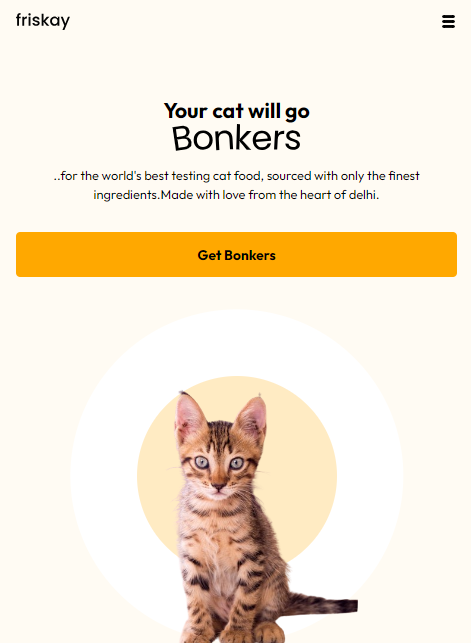 friskay
Your cat will go
Bonkers
..for the world's best testing cat food, sourced with only the finest
ingredients.Made with love from the heart of delhi.
Get Bonkers